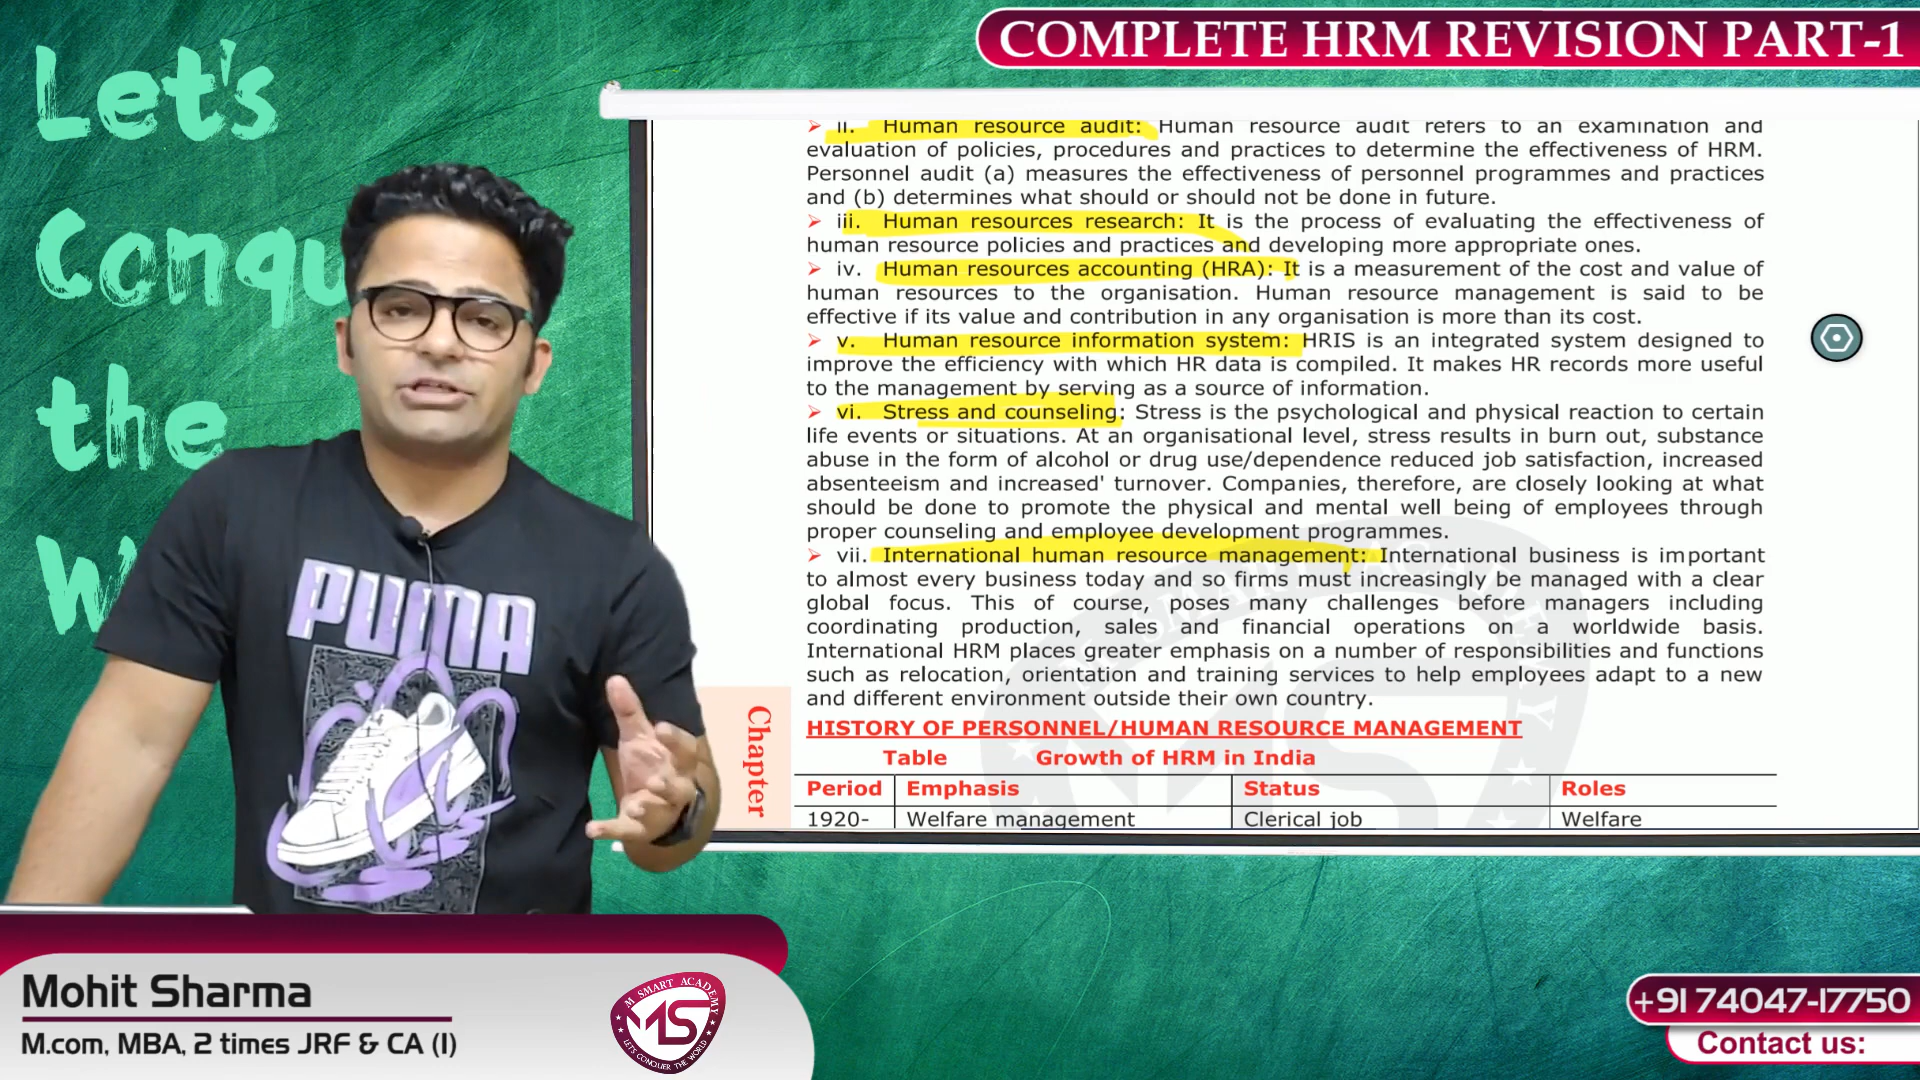 COMPLETE HRM REVISION PART-1
Let's
Conqu
the
W
➢ ii. Human resource audit: Human resource audit refers to an examination and
evaluation of policies, procedures and practices to determine the effectiveness of HRM.
Personnel audit (a) measures the effectiveness of personnel programmes and practices
and (b) determines what should or should not be done in future.
➢ iii. Human resources research: It is the process of evaluating the effectiveness of
human resource policies and practices and developing more appropriate ones.
➢ iv. Human resources accounting (HRA): It is a measurement of the cost and value of
human resources to the organisation. Human resource management is said to be
effective if its value and contribution in any organisation is more than its cost.
➢ v. Human resource information system: HRIS is an integrated system designed to
improve the efficiency with which HR data is compiled. It makes HR records more useful
to the management by serving as a source of information.
➢ vi. Stress and counseling: Stress is the psychological and physical reaction to certain
life events or situations. At an organisational level, stress results in burn out, substance
abuse in the form of alcohol or drug use/dependence reduced job satisfaction, increased
absenteeism and increased' turnover. Companies, therefore, are closely looking at what
should be done to promote the physical and mental well being of employees through
proper counseling and employee development programmes.
➢ vii. International human resource management: International business is important
to almost every business today and so firms must increasingly be managed with a clear
global focus. This of course, poses many challenges before managers including
coordinating production, sales and financial operations on a worldwide basis.
International HRM places greater emphasis on a number of responsibilities and functions
such as relocation, orientation and training services to help employees adapt to a new
and different environment outside their own country.
HISTORY OF PERSONNEL/HUMAN RESOURCE MANAGEMENT
Table Growth of HRM in India
Period Emphasis Status Roles
1920- Welfare management Clerical job Welfare
Chapter
PUMA
Mohit Sharma
M.com, MBA, 2 times JRF & CA (I)
M SMART ACADEMY
MS
LET'S CONQUER THE WORLD
+91 74047-17750
Contact us: